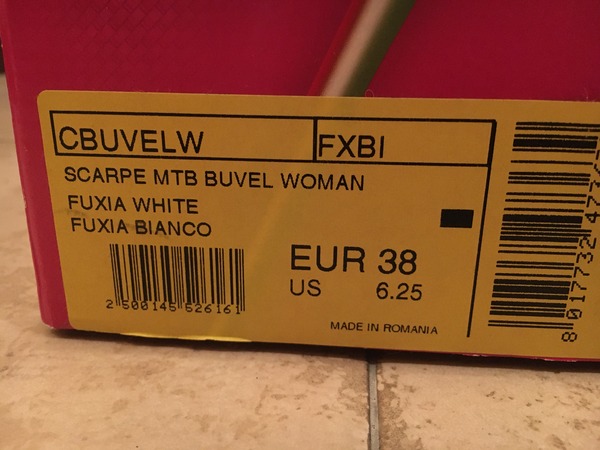 CBUVELW FXBI
SCARPE MTB BUVEL WOMAN
FUXIA WHITE
FUXIA BIANCO
EUR 38
US 6.25
2 500145 626161
MADE IN ROMANIA